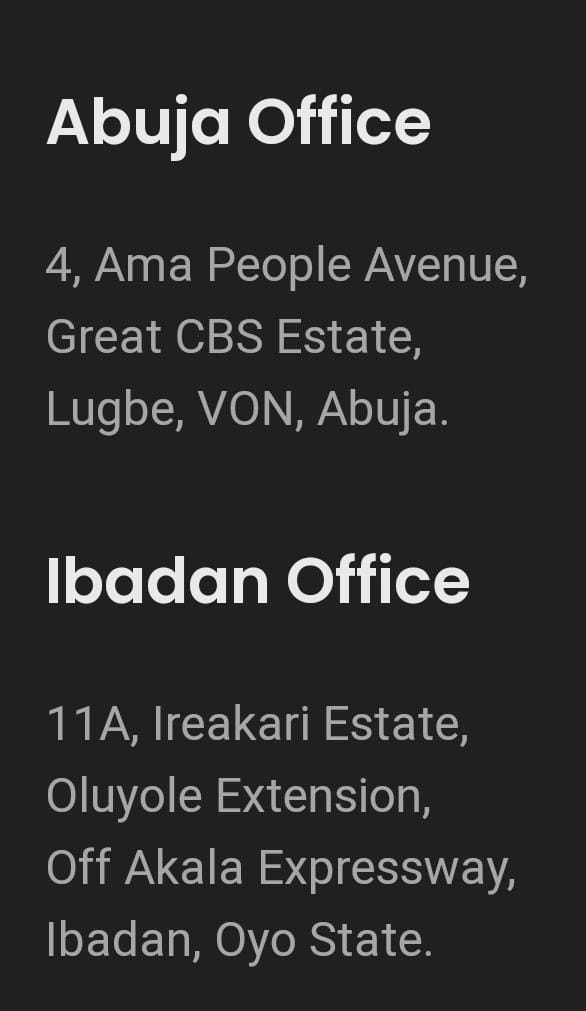 Abuja Office
4, Ama People Avenue,
Great CBS Estate,
Lugbe, VON, Abuja.
Ibadan Office
11A, Ireakari Estate,
Oluyole Extension,
Off Akala Expressway,
Ibadan, Oyo State.